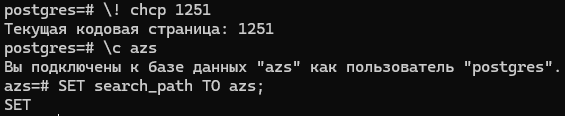 postgres=# \! chcp 1251
Текущая кодовая страница: 1251
postgres=# \c azs
Вы подключены к базе данных "azs" как пользователь "postgres".
azs=# SET search_path TO azs;
SET